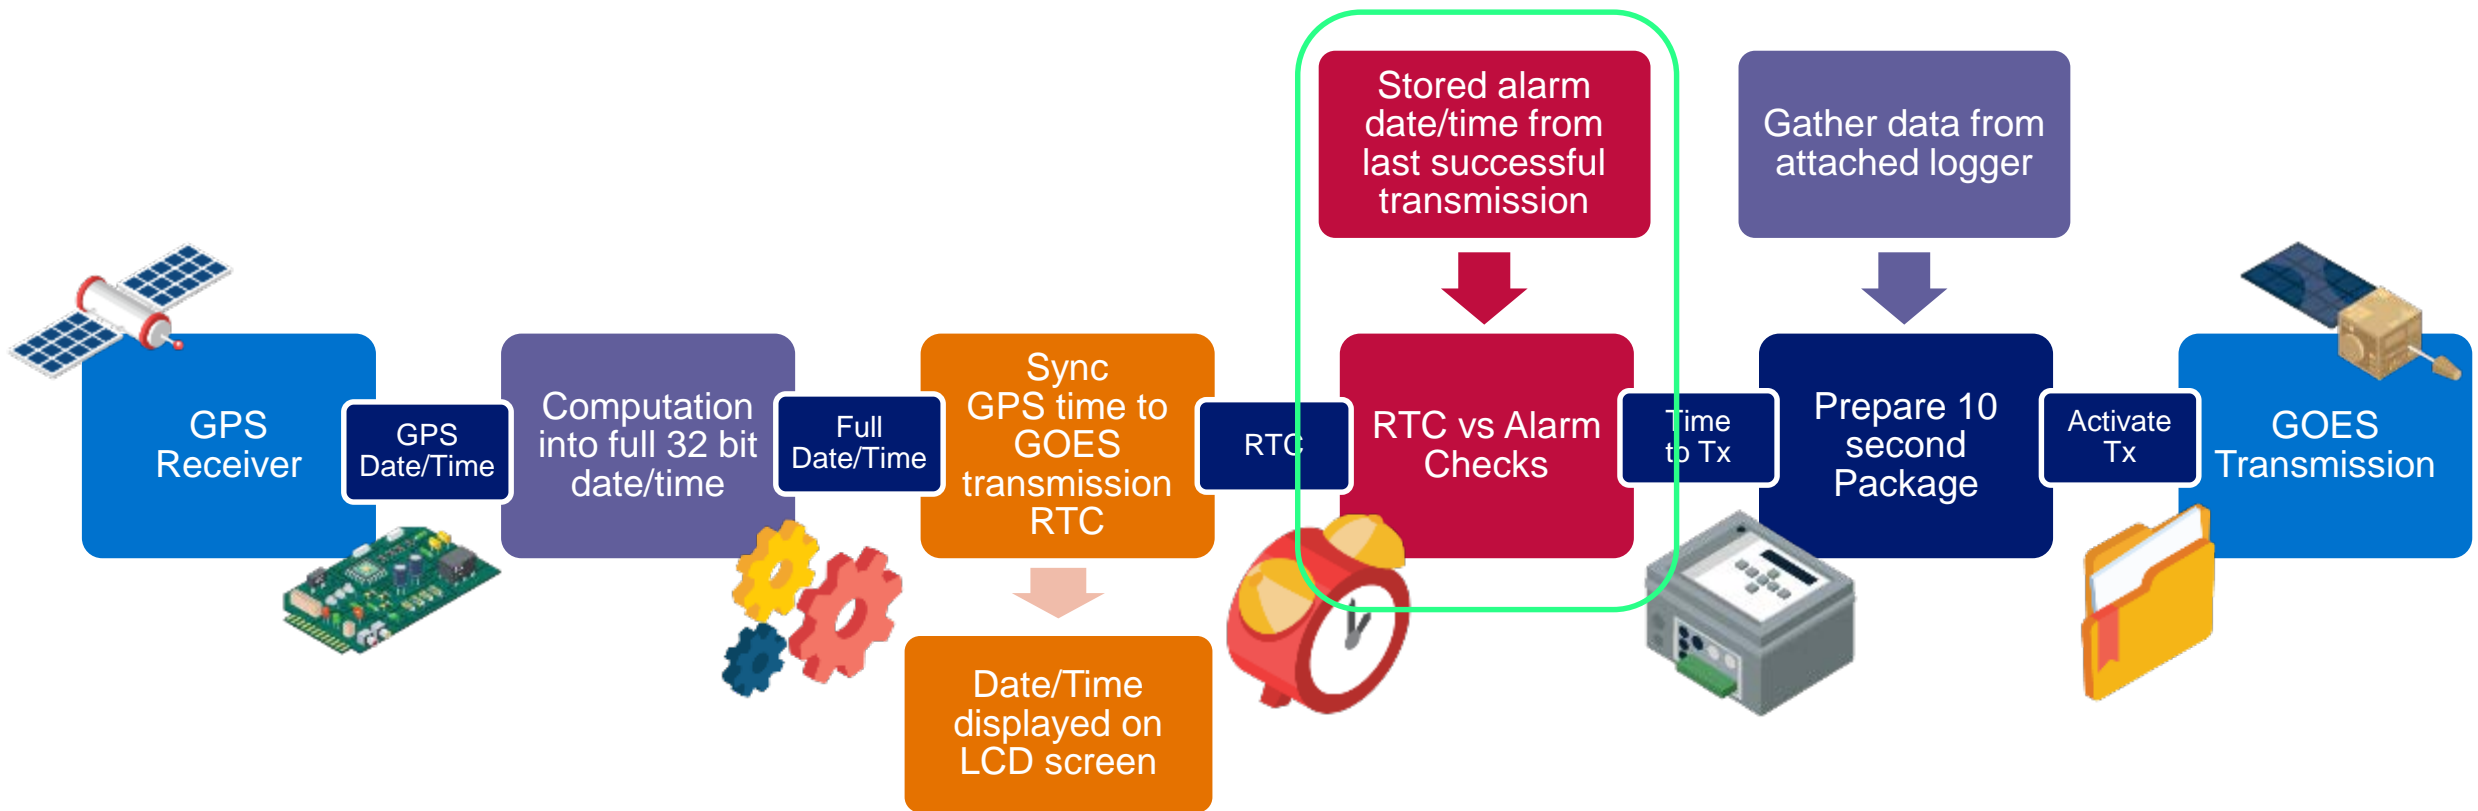 Stored alarm
date/time from
last successful
transmission
Gather data from
attached logger
GPS
Receiver
GPS
Date/Time
Computation
into full 32 bit
date/time
Full
Date/Time
Sync
GPS time to
GOES
transmission
RTC
RTC
RTC vs Alarm
Checks
Time
to Tx
Prepare 10
second
Package
Activate
Tx
GOES
Transmission
Date/Time
displayed on
LCD screen